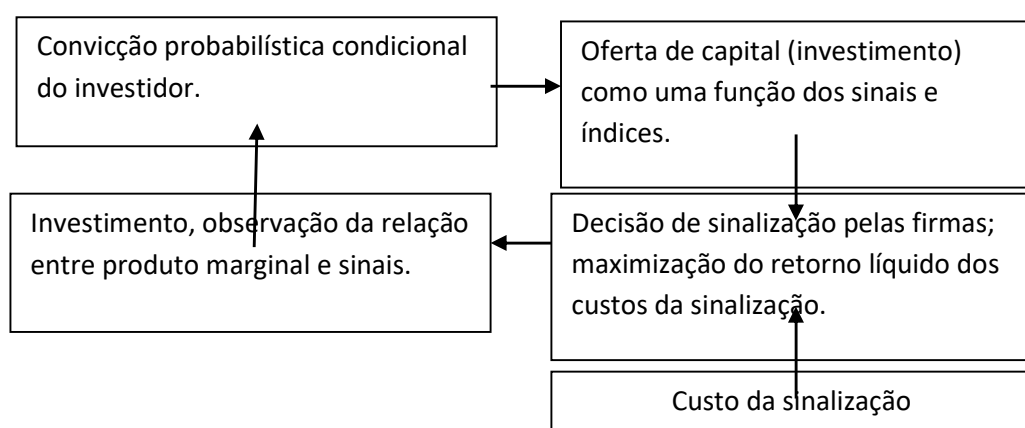 Convicção probabilística condicional
do investidor.
Oferta de capital (investimento)
como uma função dos sinais e
índices.
Investimento, observação da relação
entre produto marginal e sinais.
Decisão de sinalização pelas firmas;
maximização do retorno líquido dos
custos da sinalização.
Custo da sinalização